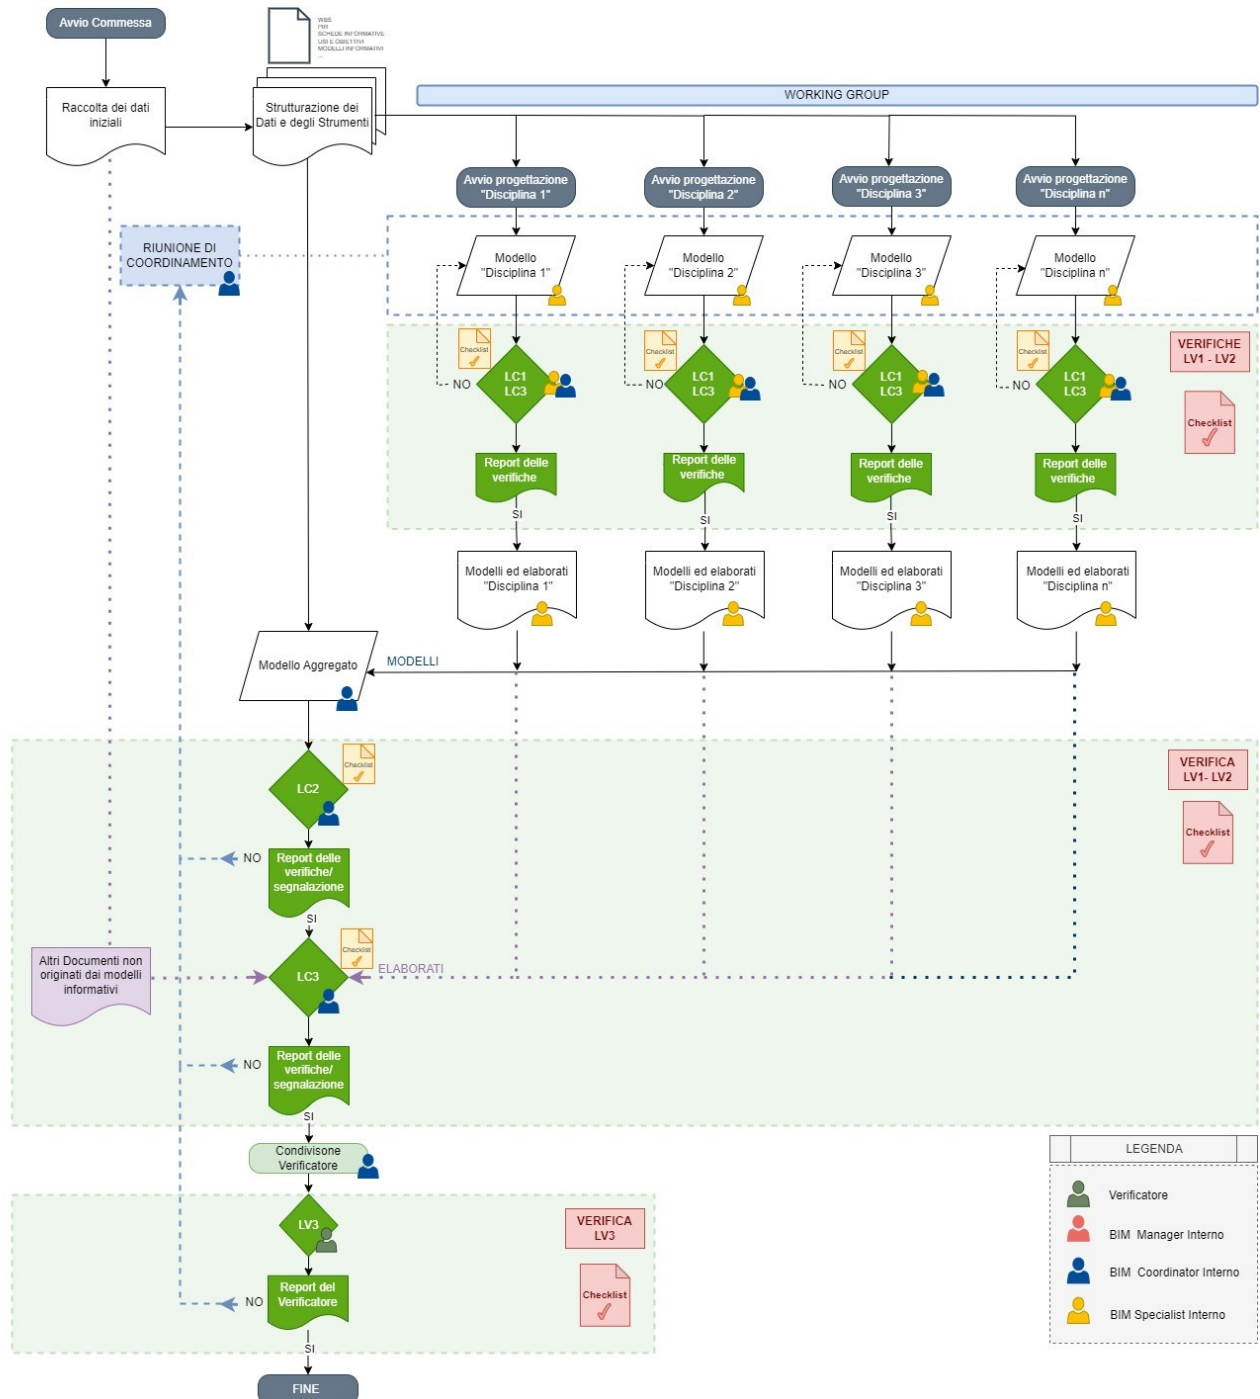 Avvio Commessa
WBS
PIR
SCHEDE INFORMATIVE
USI E OBIETTIVI
MODELLI INFORMATIVI
...
Raccolta dei dati
iniziali
Strutturazione dei
Dati e degli Strumenti
WORKING GROUP
Avvio progettazione
"Disciplina 1"
Avvio progettazione
"Disciplina 2"
Avvio progettazione
"Disciplina 3"
Avvio progettazione
"Disciplina n"
RIUNIONE DI
COORDINAMENTO
Modello
"Disciplina 1"
Modello
"Disciplina 2"
Modello
"Disciplina 3"
Modello
"Disciplina n"
VERIFICHE
LV1 - LV2
Checklist
Checklist
Checklist
Checklist
Checklist
NO
LC1
LC3
NO
LC1
LC3
NO
LC1
LC3
NO
LC1
LC3
Report delle
verifiche
Report delle
verifiche
Report delle
verifiche
Report delle
verifiche
SI
SI
SI
SI
Modelli ed elaborati
"Disciplina 1"
Modelli ed elaborati
"Disciplina 2"
Modelli ed elaborati
"Disciplina 3"
Modelli ed elaborati
"Disciplina n"
Modello Aggregato
MODELLI
VERIFICA
LV1- LV2
Checklist
Checklist
LC2
NO
Report delle
verifiche/
segnalazione
SI
Checklist
Altri Documenti non
originati dai modelli
informativi
LC3
ELABORATI
NO
Report delle
verifiche/
segnalazione
SI
Condivisone
Verificatore
LV3
VERIFICA
LV3
Checklist
NO
Report del
Verificatore
SI
FINE
LEGENDA
Verificatore
BIM Manager Interno
BIM Coordinator Interno
BIM Specialist Interno